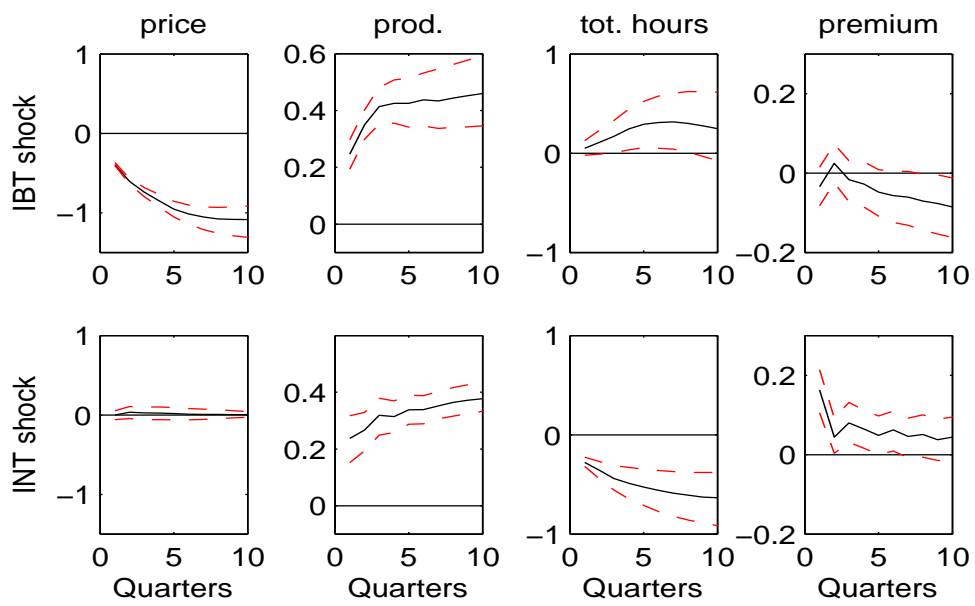 price prod. tot. hours premium
IBT shock
1 0.6 1 0.2
0 0.4 0 0
−1 0.2 −1 −0.2
0
0 5 10 0 5 10 0 5 10 0 5 10
INT shock
1 0.4 1 0.2
0 0.2 0 0
−1 0 −1 −0.2
0 5 10 0 5 10 0 5 10 0 5 10
Quarters Quarters Quarters Quarters